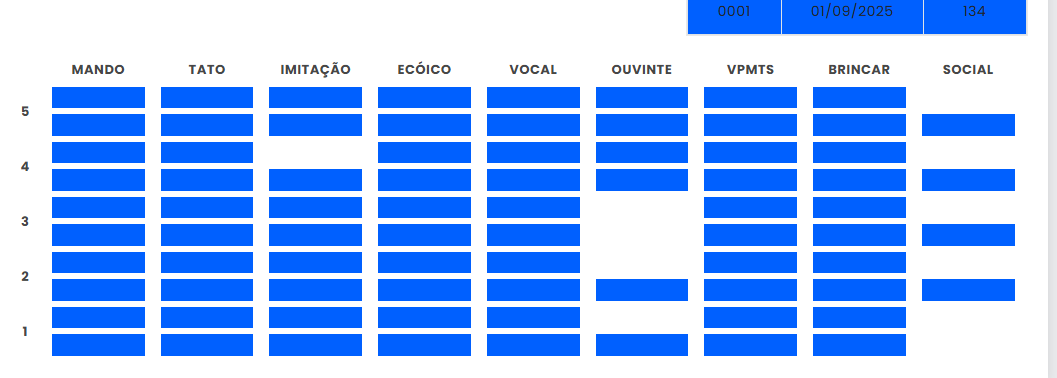 0001 01/09/2025 134
MANDO TATO IMITAÇÃO ECÓICO VOCAL OUVINTE VPMTS BRINCAR SOCIAL
5
4
3
2
1